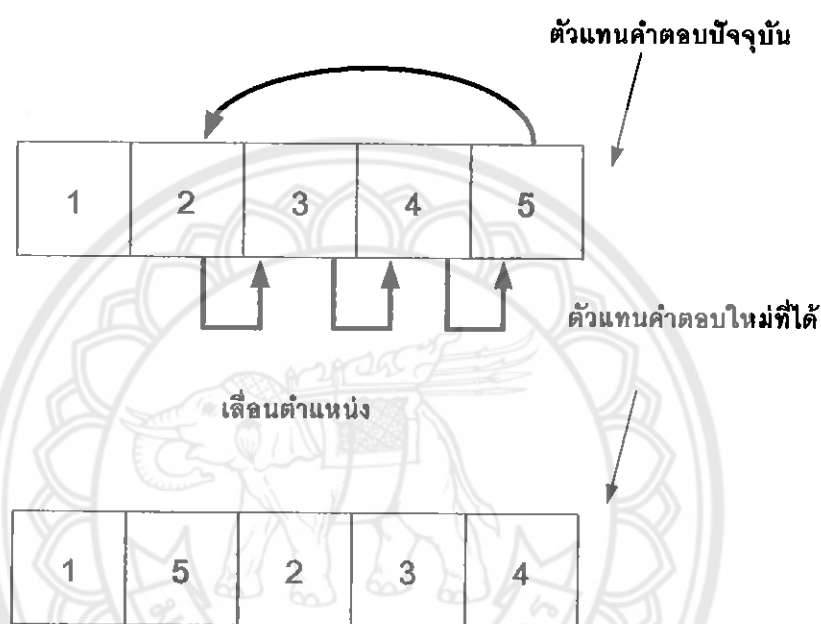 ตัวแทนคำตอบปัจจุบัน
1 2 3 4 5
ตัวแทนคำตอบใหม่ที่ได้
เลื่อนตำแหน่ง
1 5 2 3 4